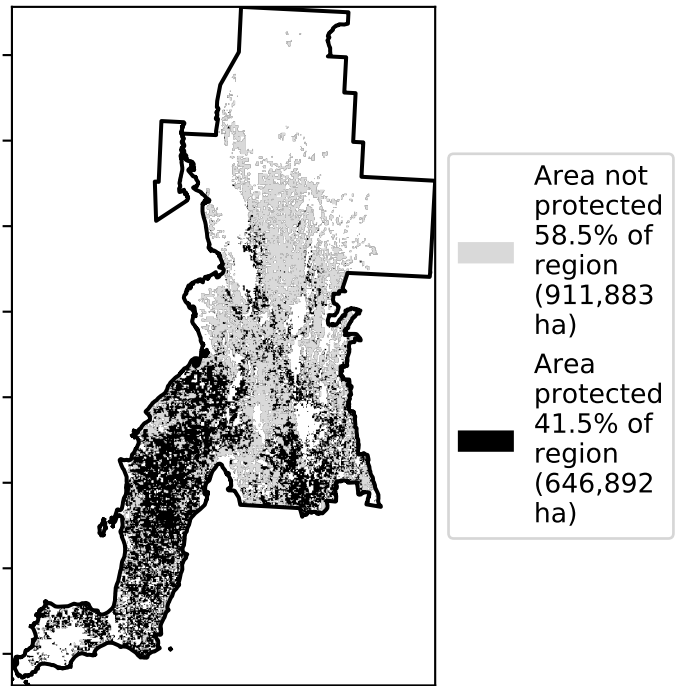 Area not
protected
58.5% of
region
(911,883
ha)
Area
protected
41.5% of
region
(646,892
ha)